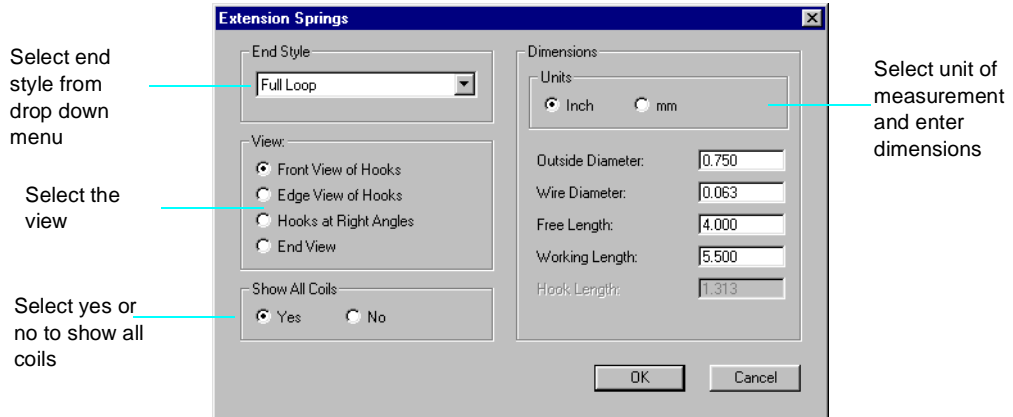 Extension Springs
Select end
style from
drop down
menu
End Style
Full Loop
View:
Front View of Hooks
Edge View of Hooks
Hooks at Right Angles
End View
Select the
view
Show All Coils
Yes No
Select yes or
no to show all
coils
Dimensions
Units
Inch mm
Select unit of
measurement
and enter
dimensions
Outside Diameter: 0.750
Wire Diameter: 0.063
Free Length: 4.000
Working Length: 5.500
Hook Length: 1.313
OK Cancel